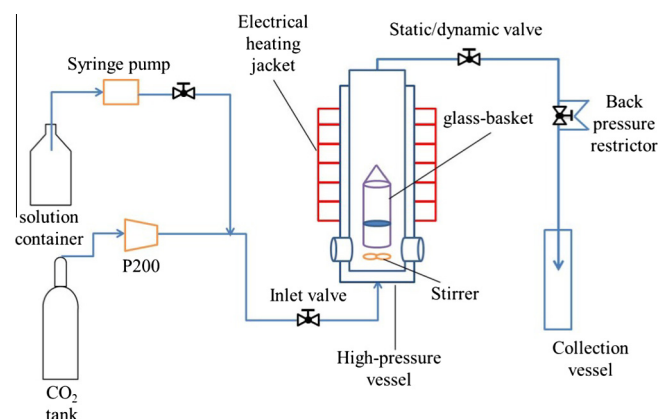 Electrical
heating
jacket
Static/dynamic valve
Syringe pump
glass-basket
Back
pressure
restrictor
solution
container
P200
Inlet valve
Stirrer
High-pressure
vessel
Collection
vessel
CO₂
tank